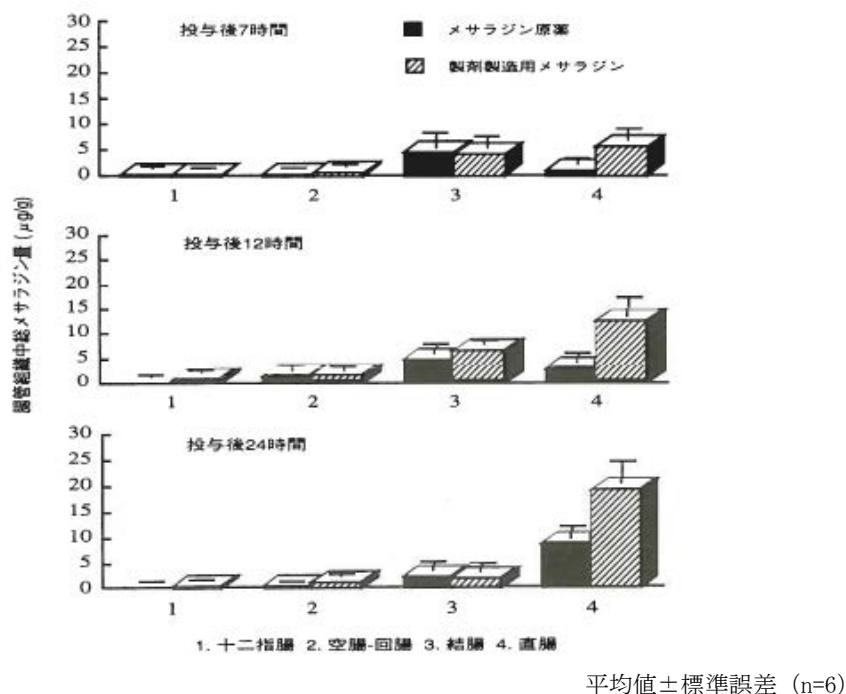 投与後7時間
メサラジン原薬
製剤製造用メサラジン
30
25
20
15
10
5
0
1 2 3 4
腸管組織中総メサラジン量 (μg/g)
投与後12時間
30
25
20
15
10
5
0
1 2 3 4
投与後24時間
30
25
20
15
10
5
0
1 2 3 4
1. 十二指腸 2. 空腸-回腸 3. 結腸 4. 直腸
平均値±標準誤差 (n=6)